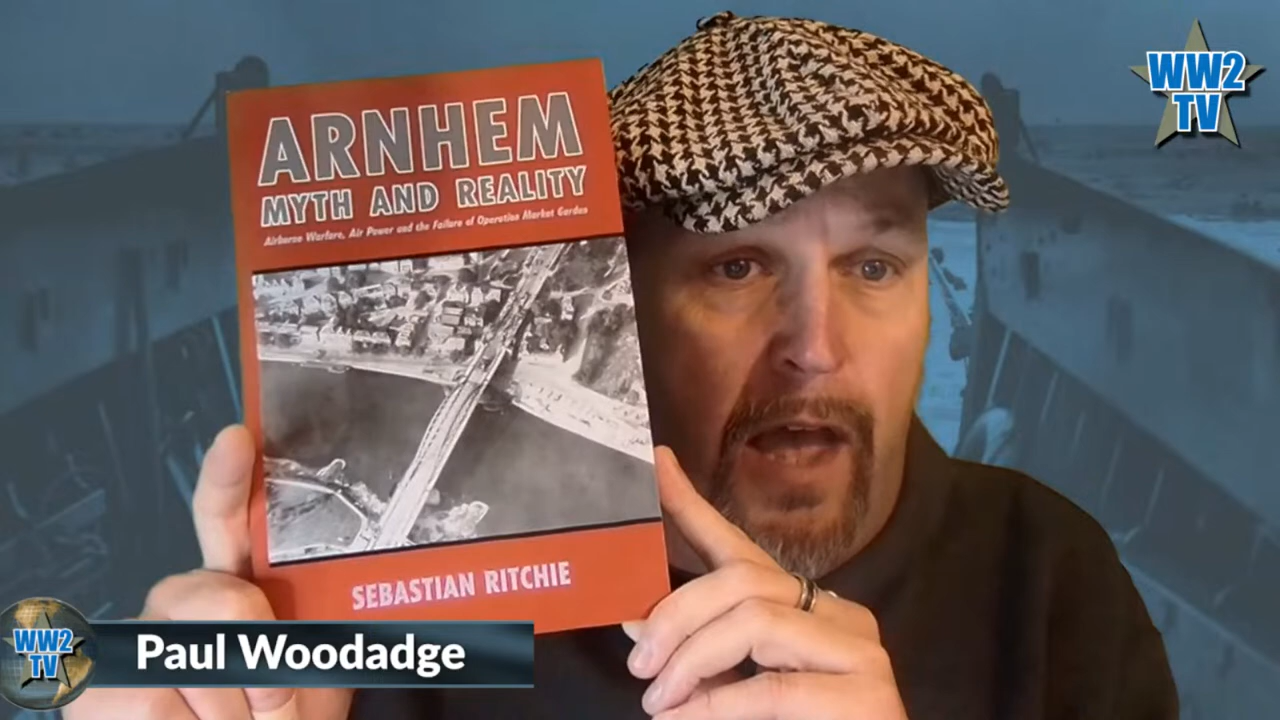 ARNHEM
MYTH AND REALITY
Airborne Warfare, Air Power and the Failure of Operation Market Garden
SEBASTIAN RITCHIE
WW2
TV
WW2
TV
Paul Woodadge